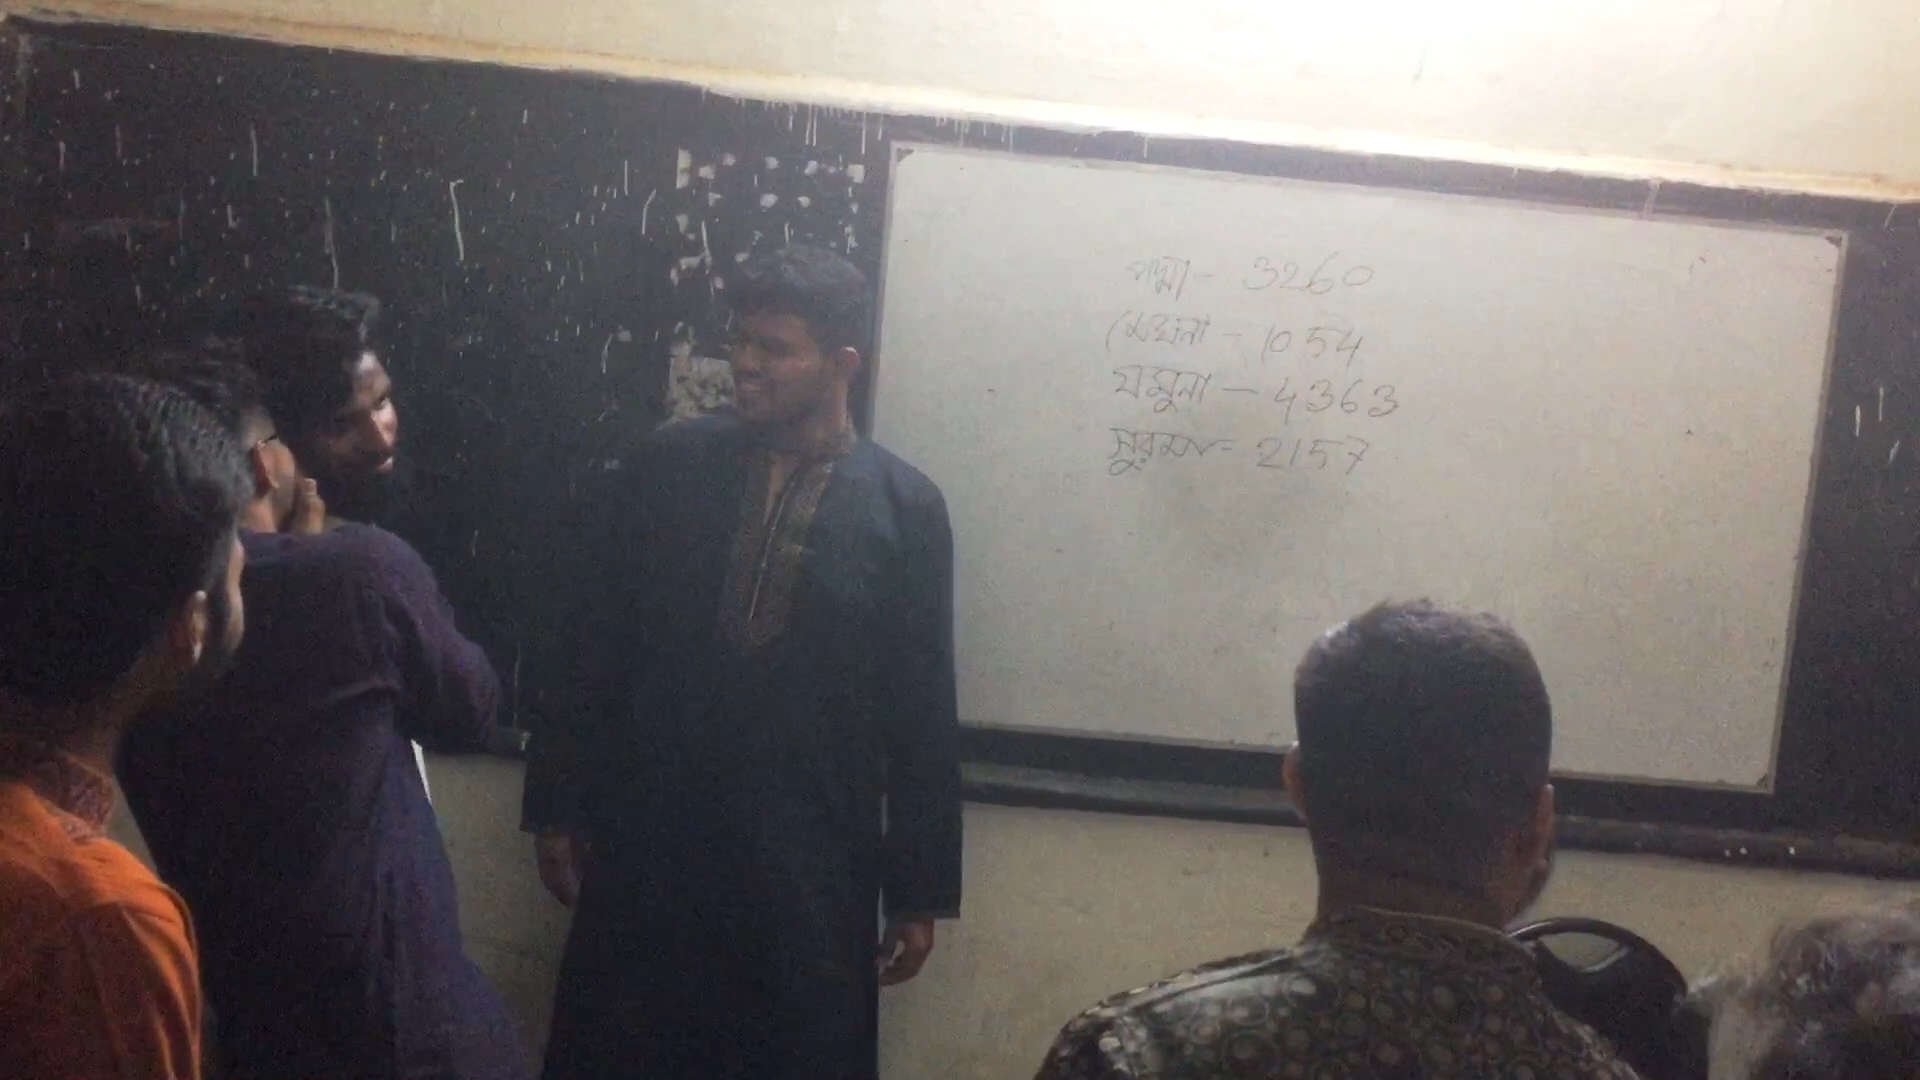 পদ্মা - 3260
মেঘনা - 1054
যমুনা - 4363
সুরমা - 2157